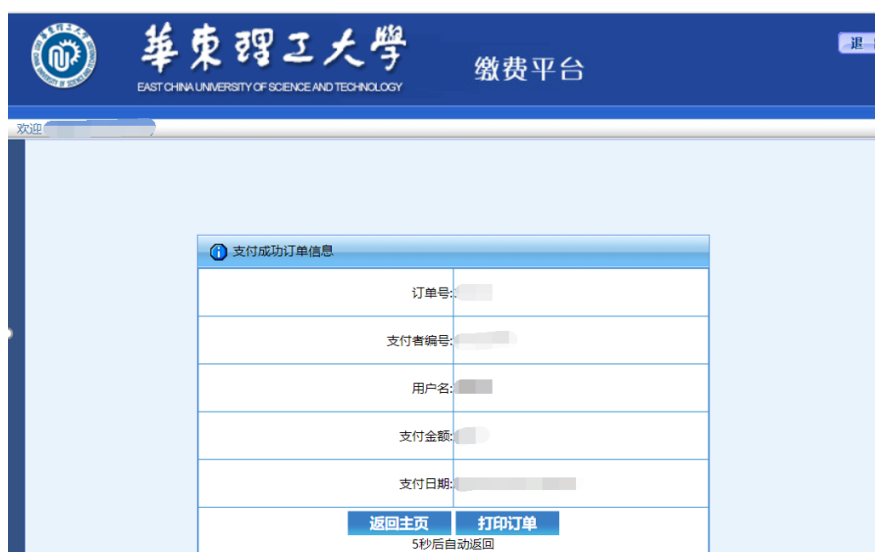 華東理工大學
EAST CHINA UNIVERSITY OF SCIENCE AND TECHNOLOGY
缴费平台
退
欢迎
支付成功订单信息
订单号:
支付者编号:
用户名:
支付金额:
支付日期:
返回主页 打印订单
5秒后自动返回